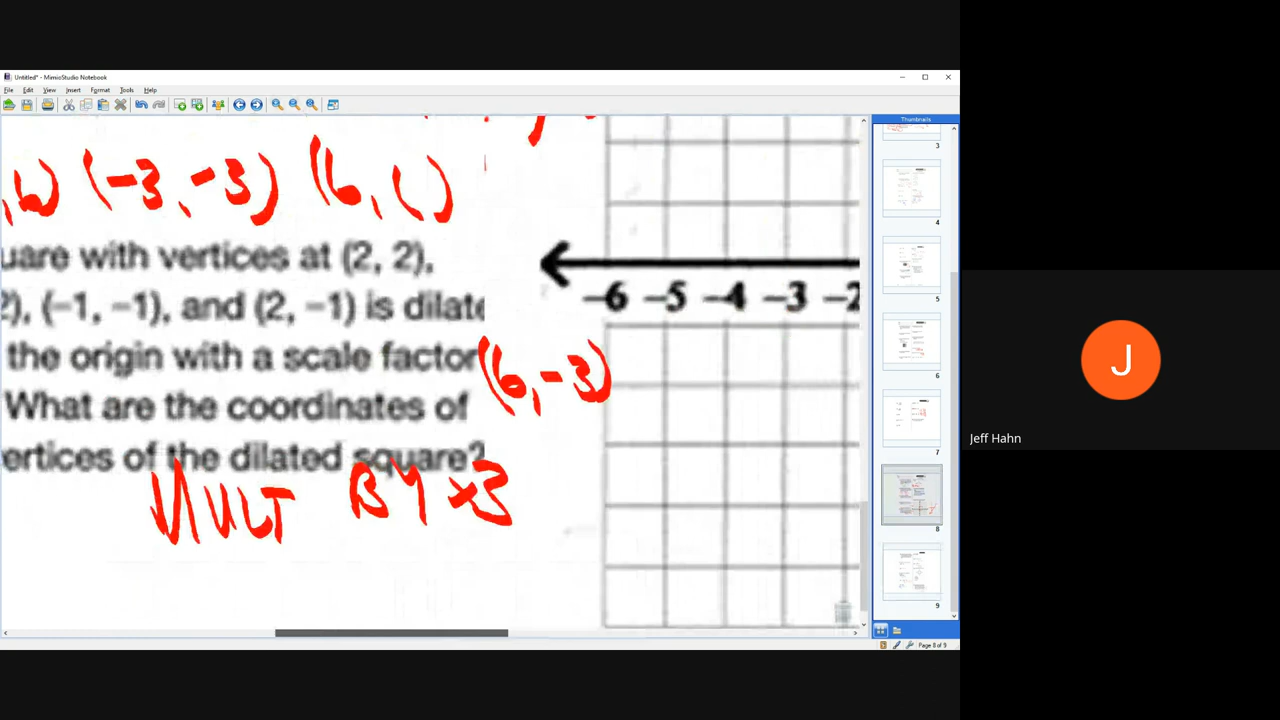 Untitled* - MimioStudio Notebook
File Edit View Insert Format Tools Help
Thumbnails
(-3, -3) (6, 6)
uare with vertices at (2, 2),
2), (−1, −1), and (2, −1) is dilate
the origin with a scale factor
What are the coordinates of
ertices of the dilated square?
(6, -3)
MULT BY x3
−6 −5 −4 −3 −2
3
4
5
6
7
8
9
Page 8 of 9
J
Jeff Hahn